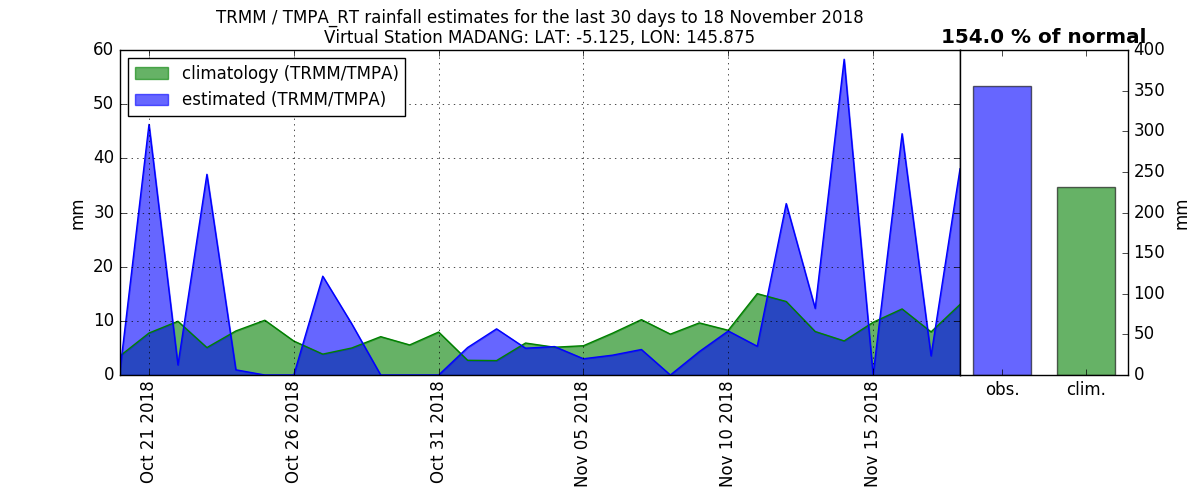 TRMM / TMPA_RT rainfall estimates for the last 30 days to 18 November 2018
Virtual Station MADANG: LAT: -5.125, LON: 145.875
154.0 % of normal
climatology (TRMM/TMPA)
estimated (TRMM/TMPA)
60
50
40
30
20
10
0
mm
Oct 21 2018
Oct 26 2018
Oct 31 2018
Nov 05 2018
Nov 10 2018
Nov 15 2018
obs.
clim.
400
350
300
250
200
150
100
50
0
mm